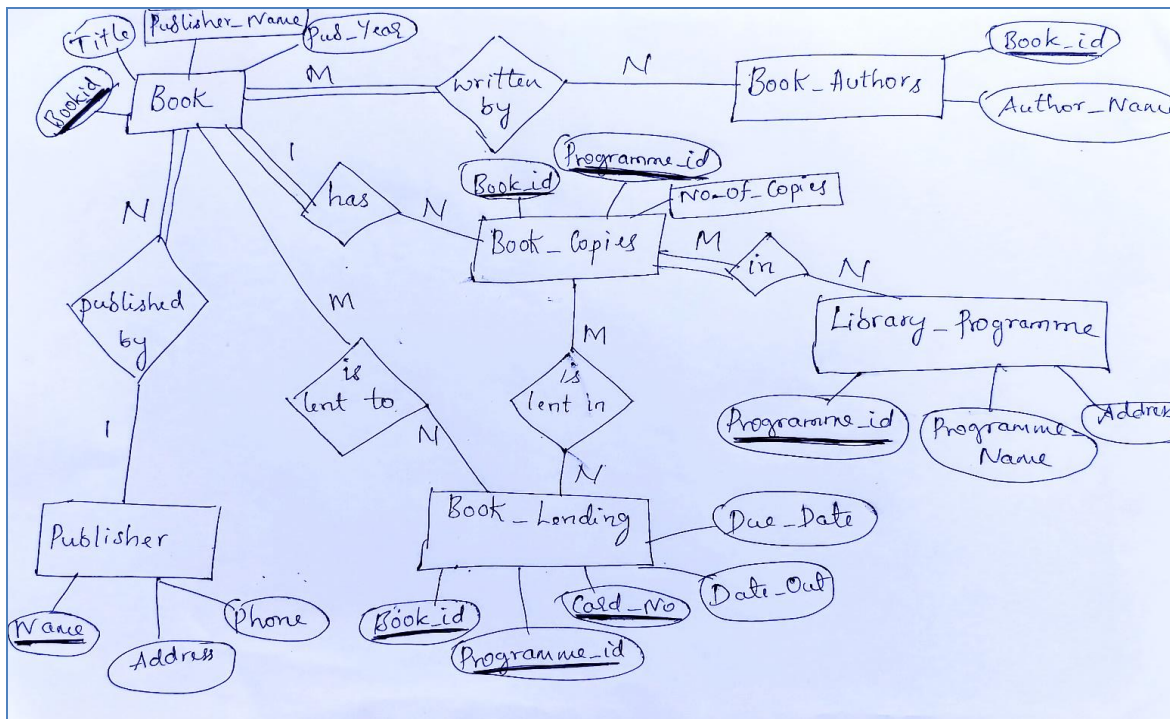 Title
Publisher_Name
Pub_Year
Bookid
Book
M
written
by
N
Book_Authors
Book_id
Author_Name
1
has
N
Book_id
Programme_id
No_Of_Copies
Book_Copies
M
in
N
Library_Programme
Programme_id
Programme_
Name
Address
N
published
by
1
M
is
lent to
N
M
is
lent in
N
Publisher
Name
Address
Phone
Book_Lending
Due_Date
Date_Out
Book_id
Programme_id
Card_No